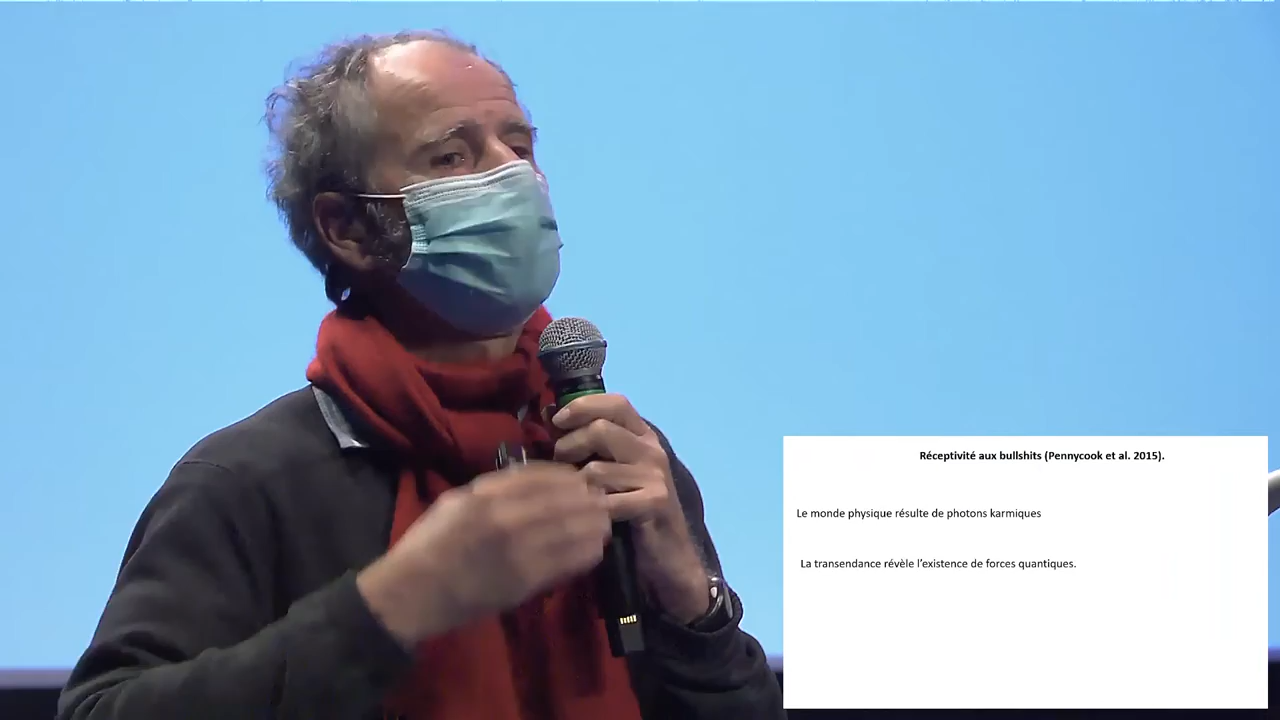 Réceptivité aux bullshits (Pennycook et al. 2015).
Le monde physique résulte de photons karmiques
La transendance révèle l'existence de forces quantiques.